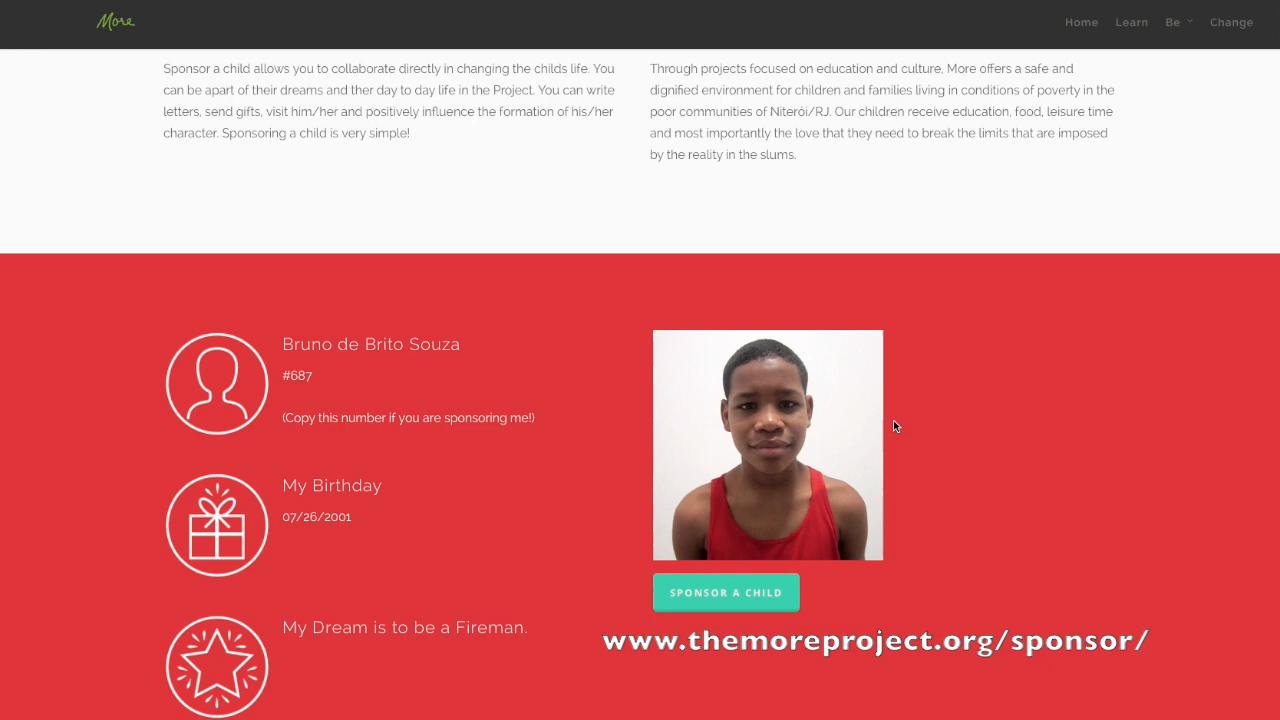 More
Home Learn Be Change
Sponsor a child allows you to collaborate directly in changing the childs life. You
can be apart of their dreams and ther day to day life in the Project. You can write
letters, send gifts, visit him/her and positively influence the formation of his/her
character. Sponsoring a child is very simple!
Through projects focused on education and culture, More offers a safe and
dignified environment for children and families living in conditions of poverty in the
poor communities of Niterói/RJ. Our children receive education, food, leisure time
and most importantly the love that they need to break the limits that are imposed
by the reality in the slums.
Bruno de Brito Souza
#687
(Copy this number if you are sponsoring me!)
My Birthday
07/26/2001
My Dream is to be a Fireman.
SPONSOR A CHILD
www.themoreproject.org/sponsor/